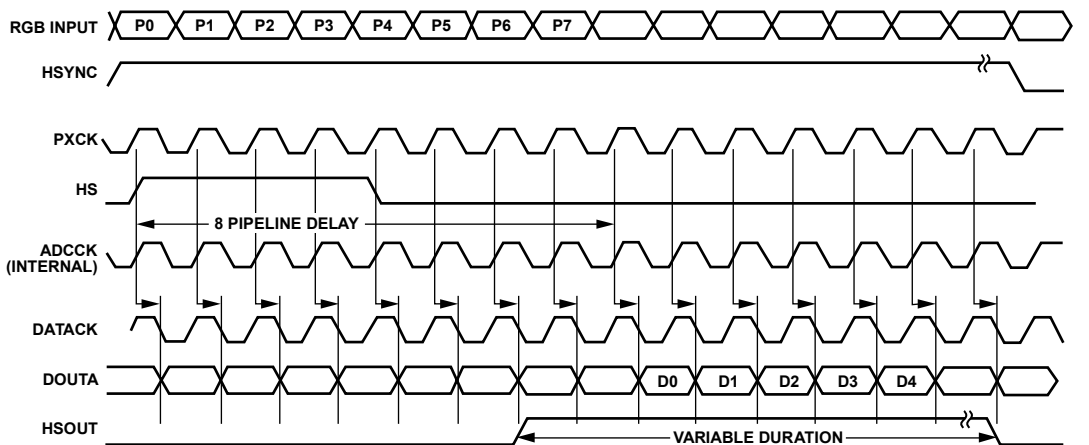 RGB INPUT P0 P1 P2 P3 P4 P5 P6 P7
HSYNC
PXCK
HS
8 PIPELINE DELAY
ADCCK
(INTERNAL)
DATACK
DOUTA D0 D1 D2 D3 D4
HSOUT
VARIABLE DURATION